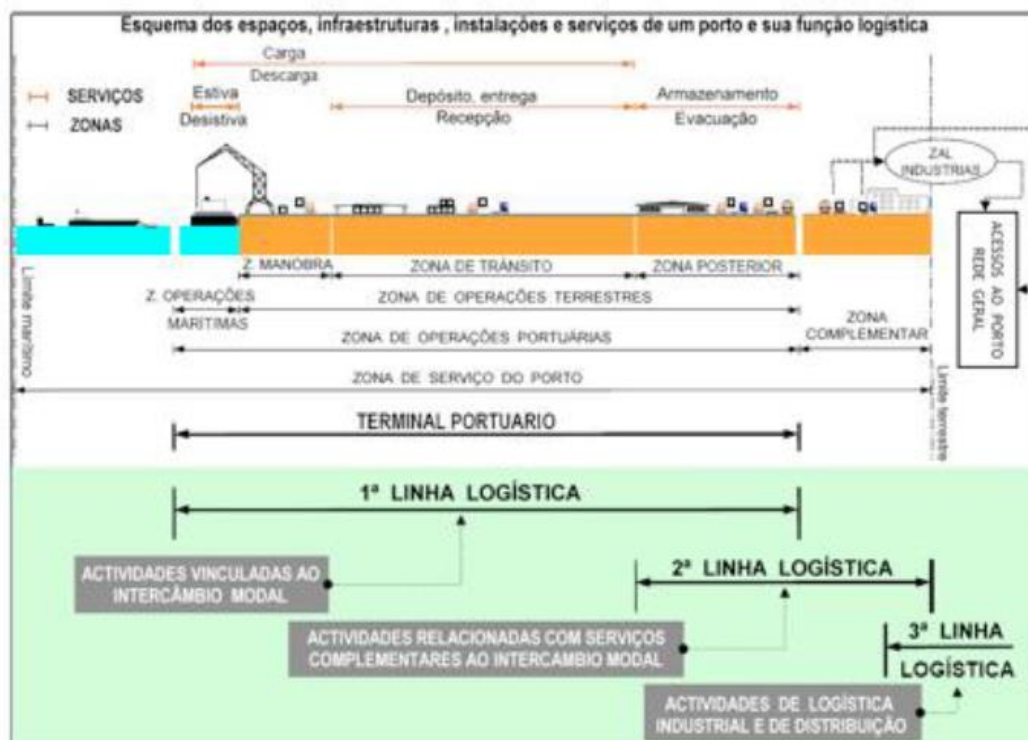 Esquema dos espaços, infraestruturas , instalações e serviços de um porto e sua função logística
Carga
Descarga
SERVIÇOS
ZONAS
Estiva
Desistiva
Depósito, entrega
Recepção
Armazenamento
Evacuação
ZAL
INDUSTRIAS
ACESSOS AO PORTO
REDE GERAL
Z. MANOBRA
ZONA DE TRÁNSITO
ZONA POSTERIOR
Z. OPERAÇÕES
MARÍTIMAS
ZONA DE OPERAÇÕES TERRESTRES
ZONA DE OPERAÇÕES PORTUÁRIAS
ZONA
COMPLEMENTAR
ZONA DE SERVIÇO DO PORTO
Limite marísmo
Limite terrestre
TERMINAL PORTUARIO
1ª LINHA LOGÍSTICA
ACTIVIDADES VINCULADAS AO
INTERCÂMBIO MODAL
2ª LINHA LOGÍSTICA
ACTIVIDADES RELACIONADAS COM SERVIÇOS
COMPLEMENTARES AO INTERCAMBIO MODAL
3ª LINHA
LOGÍSTICA
ACTIVIDADES DE LOGÍSTICA
INDUSTRIAL E DE DISTRIBUIÇÃO